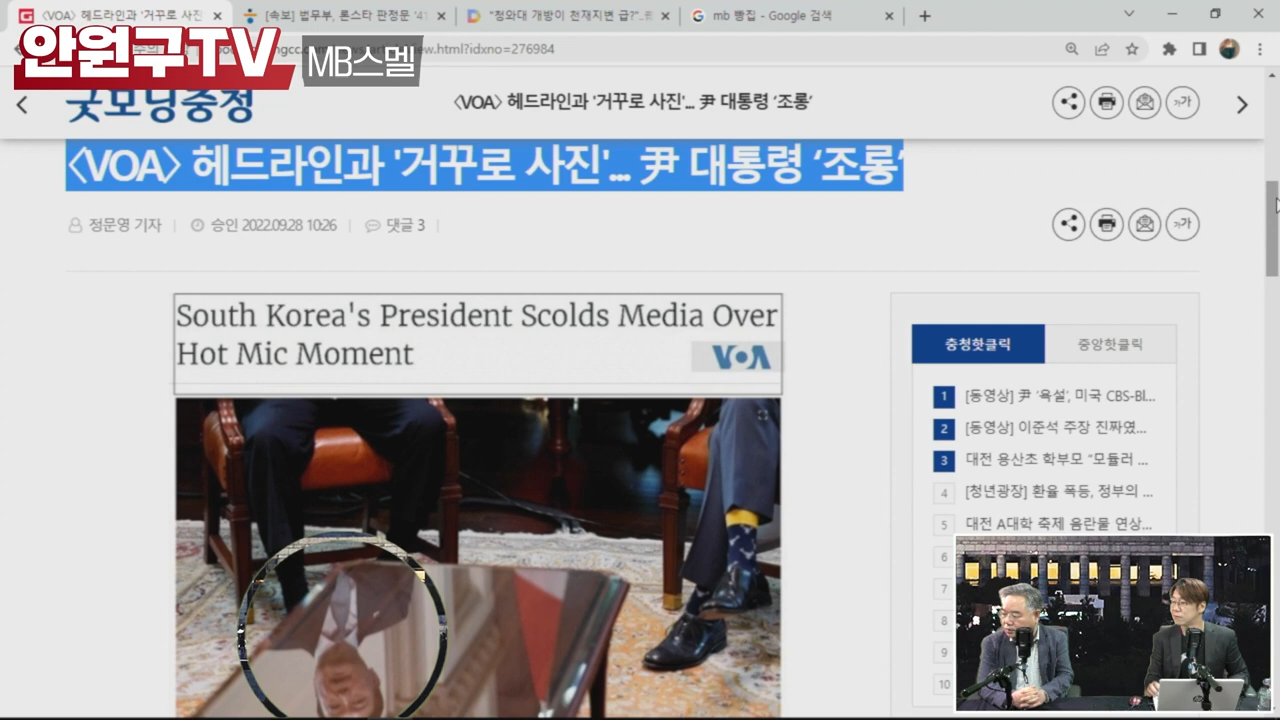 〈VOA〉 헤드라인과 '거꾸로 사진
[속보] 법무부, 론스타 판정문
"청와대 개방이 천재지변 급?"
mb 빵집 - Google 검색
안원구TV
MB스멜
.html?idxno=276984
굿모닝충청
〈VOA〉 헤드라인과 '거꾸로 사진'... 尹 대통령 ‘조롱’
가가
〈VOA〉 헤드라인과 '거꾸로 사진'... 尹 대통령 ‘조롱’
정문영 기자
승인 2022.09.28 10:26
댓글 3
가가
South Korea's President Scolds Media Over
Hot Mic Moment
VOA
충청핫클릭
중앙핫클릭
1 [동영상] 尹 ‘욕설’, 미국 CBS-Bl...
2 [동영상] 이준석 주장 진짜였...
3 대전 용산초 학부모 “모듈러 ...
4 [청년광장] 환율 폭등, 정부의 ...
5 대전 A대학 축제 음란물 연상...
6
7
8
9
10